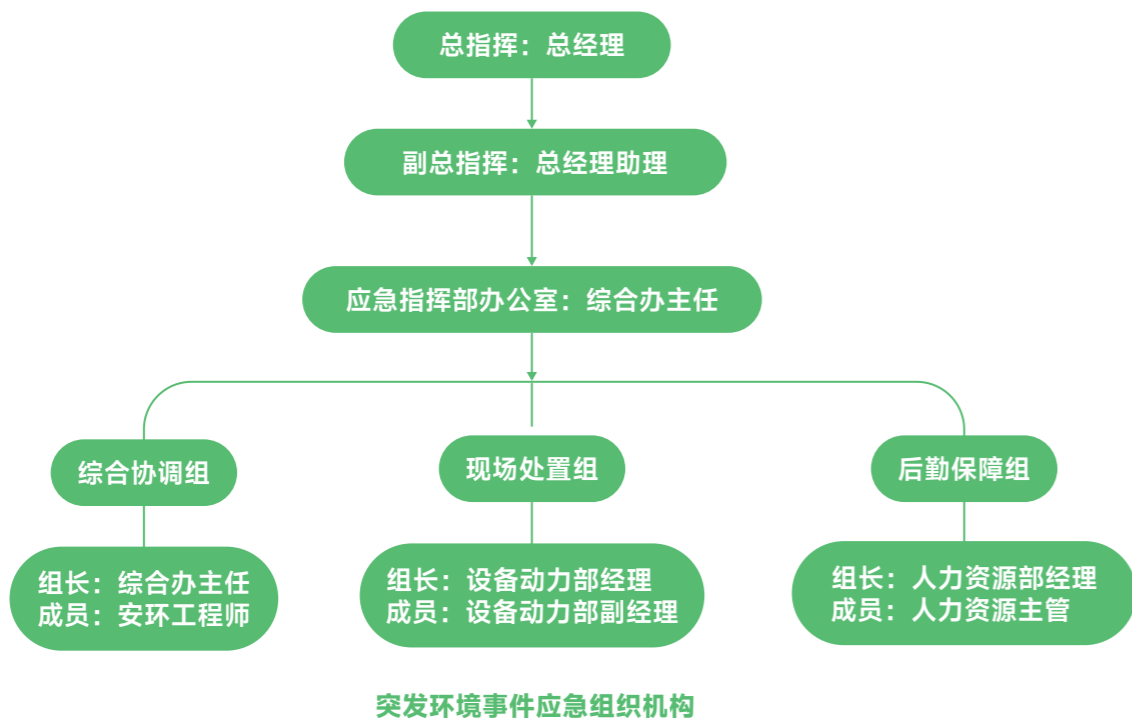 总指挥：总经理
副总指挥：总经理助理
应急指挥部办公室：综合办主任
综合协调组
现场处置组
后勤保障组
组长：综合办主任
成员：安环工程师
组长：设备动力部经理
成员：设备动力部副经理
组长：人力资源部经理
成员：人力资源主管
突发环境事件应急组织机构